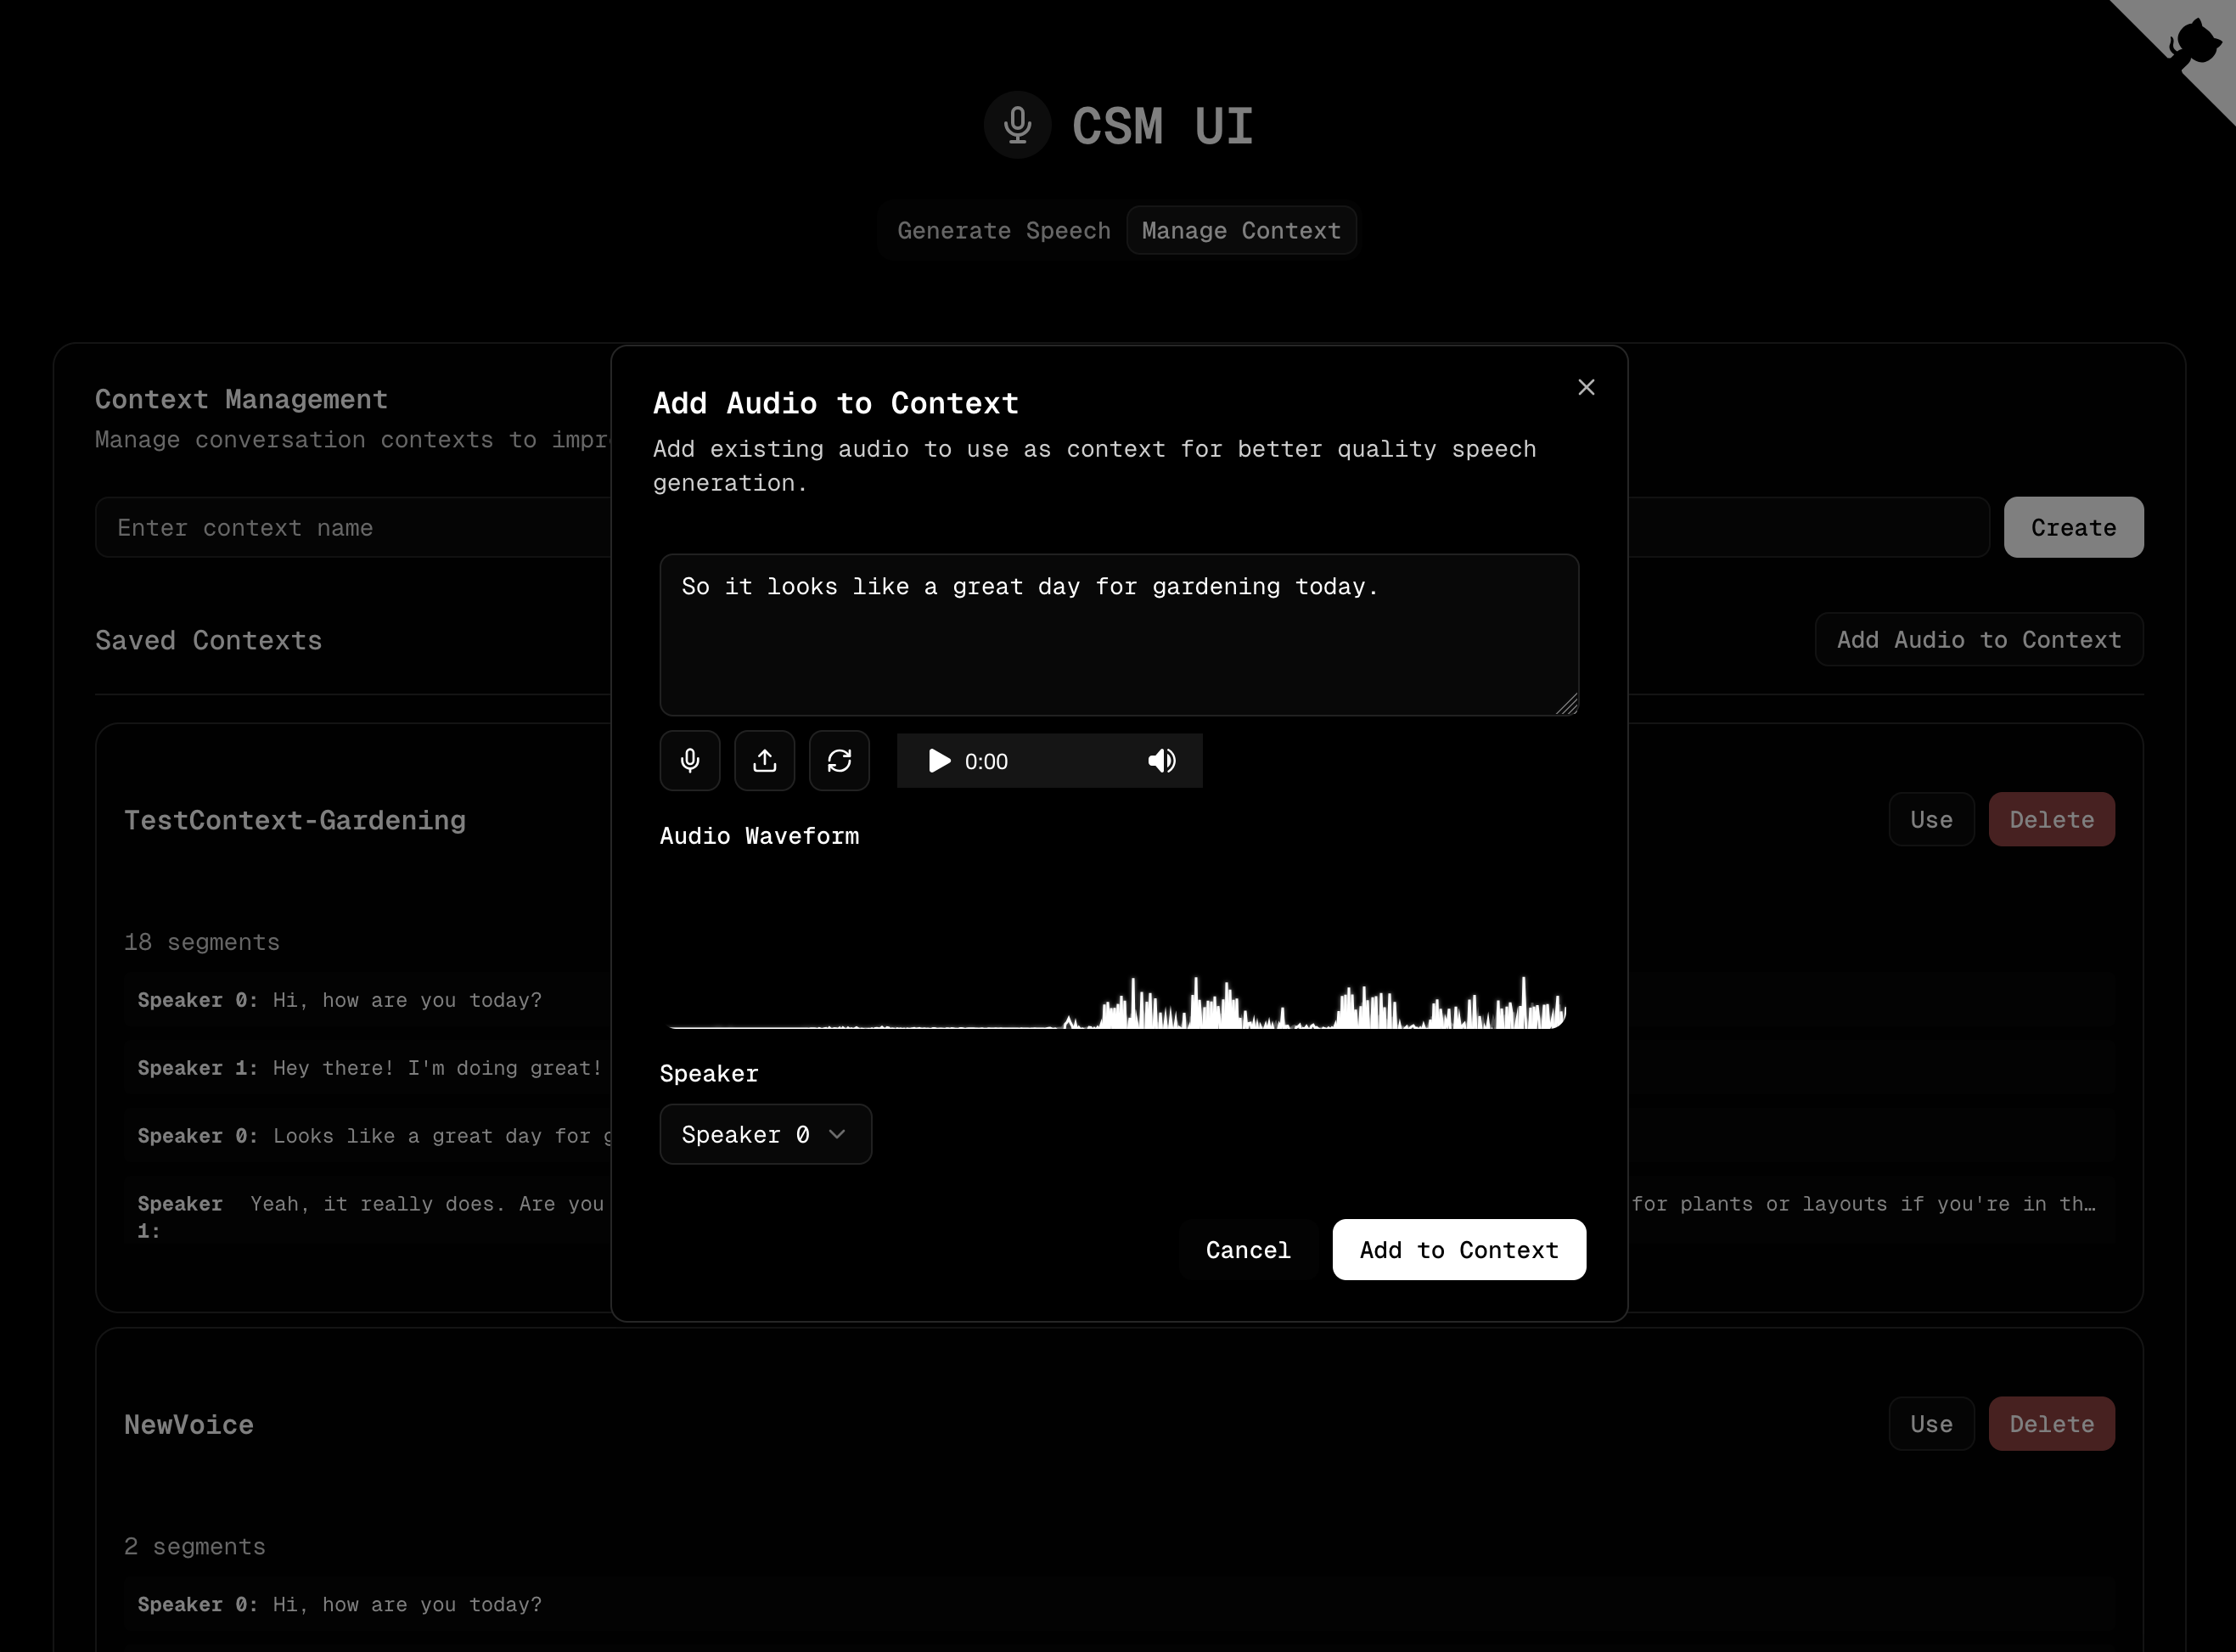 CSM UI
Generate Speech
Manage Context
Context Management
Manage conversation contexts to impr
Enter context name
Create
Saved Contexts
Add Audio to Context
TestContext-Gardening
Use
Delete
18 segments
Speaker 0: Hi, how are you today?
Speaker 1: Hey there! I'm doing great!
Speaker 0: Looks like a great day for g
Speaker 1: Yeah, it really does. Are you
for plants or layouts if you're in th…
NewVoice
Use
Delete
2 segments
Speaker 0: Hi, how are you today?
Add Audio to Context
Add existing audio to use as context for better quality speech
generation.
So it looks like a great day for gardening today.
0:00
Audio Waveform
Speaker
Speaker 0
Cancel
Add to Context